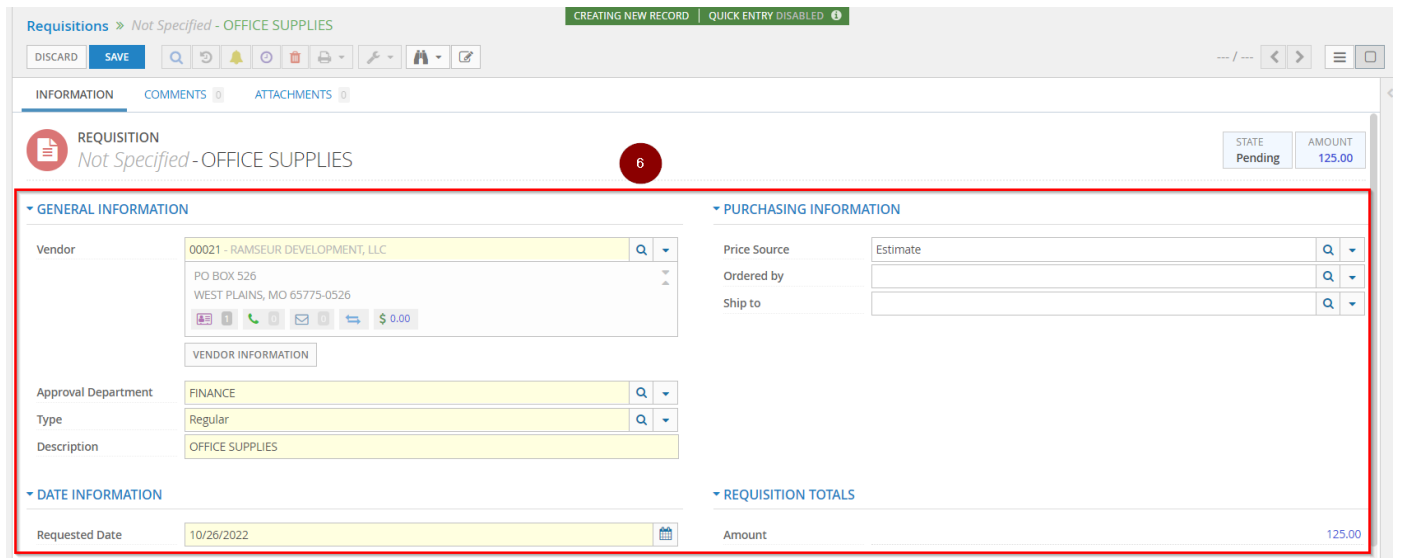 CREATING NEW RECORD | QUICK ENTRY DISABLED
Requisitions » Not Specified - OFFICE SUPPLIES
DISCARD SAVE --- / ---
INFORMATION COMMENTS 0 ATTACHMENTS 0
REQUISITION
Not Specified - OFFICE SUPPLIES
6
STATE AMOUNT
Pending 125.00
GENERAL INFORMATION PURCHASING INFORMATION
Vendor 00021 - RAMSEUR DEVELOPMENT, LLC Price Source Estimate
PO BOX 526 Ordered by
WEST PLAINS, MO 65775-0526 Ship to
1 0 0 $ 0.00
VENDOR INFORMATION
Approval Department FINANCE
Type Regular
Description OFFICE SUPPLIES
DATE INFORMATION REQUISITION TOTALS
Requested Date 10/26/2022 Amount 125.00